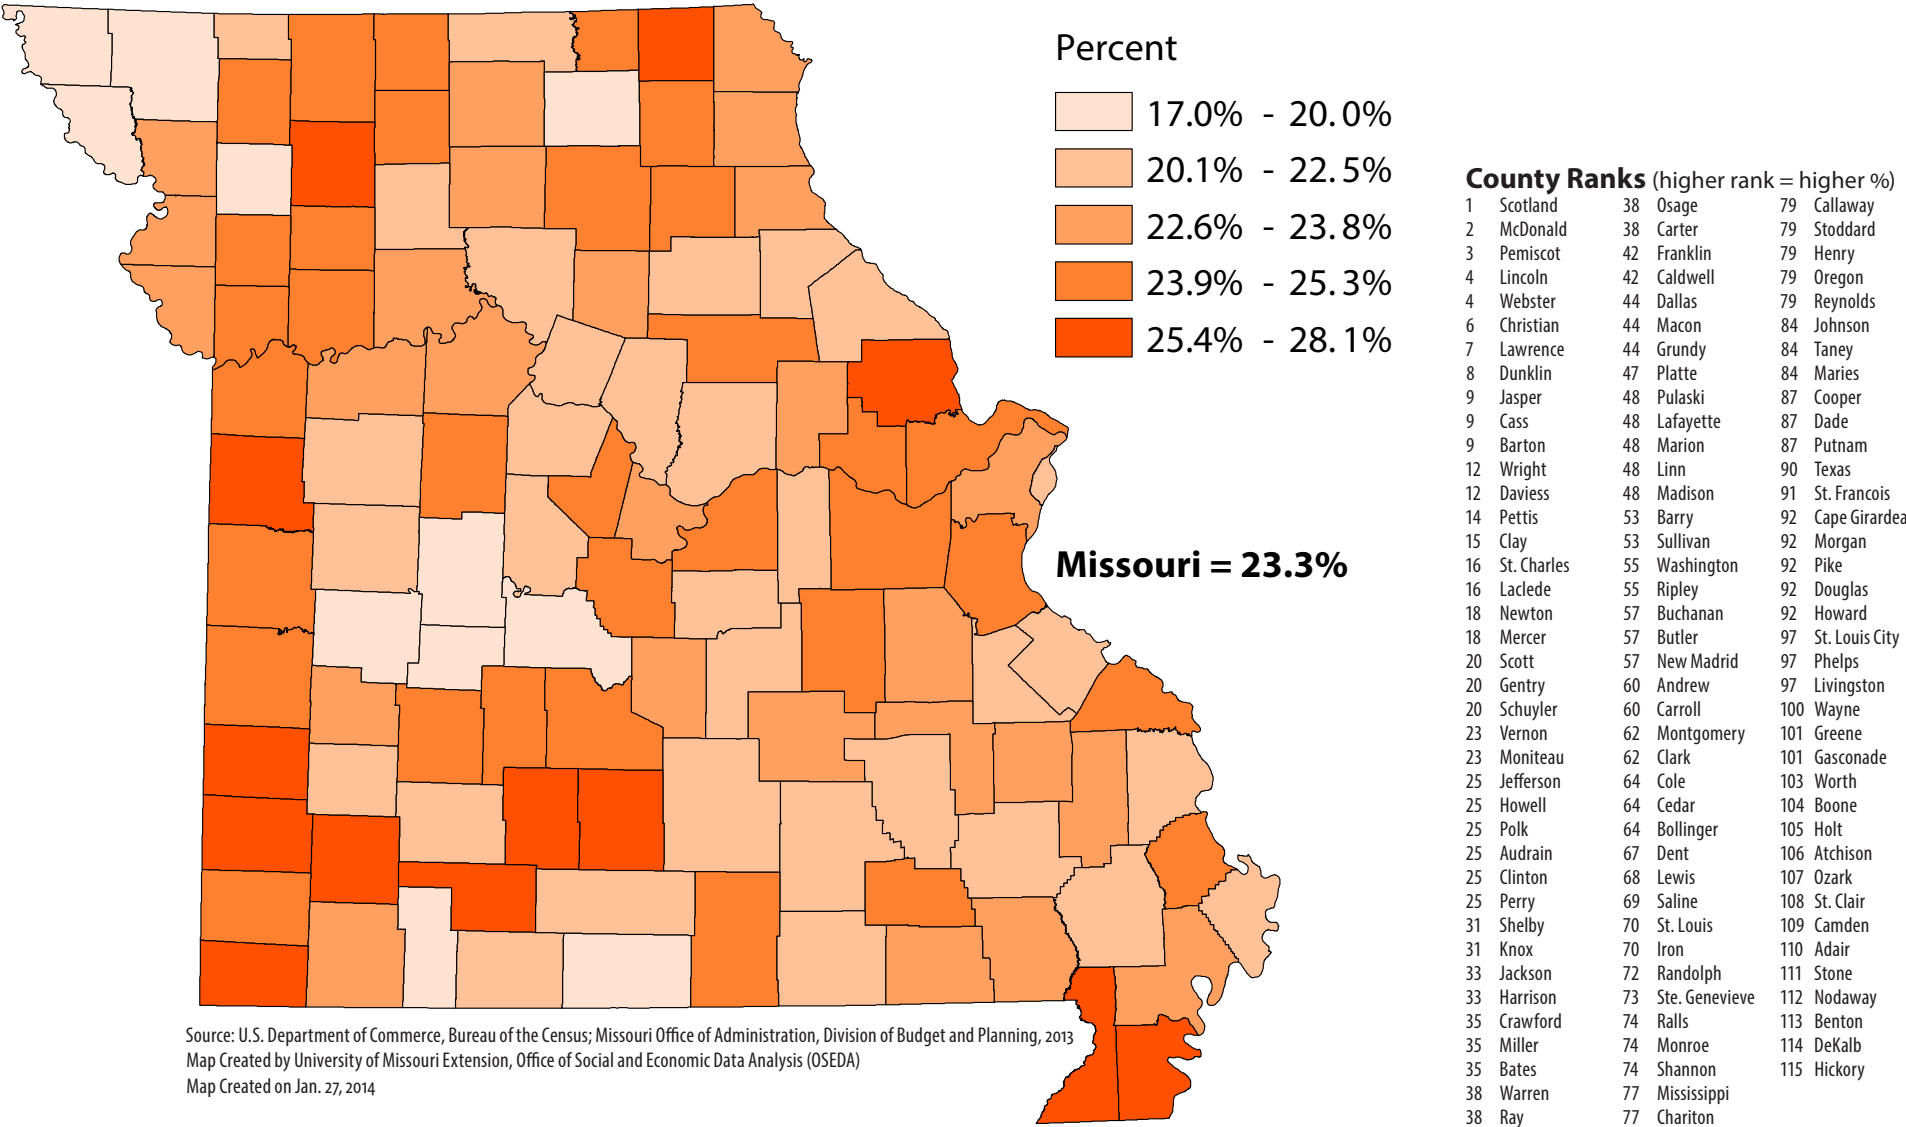 Percent
17.0% - 20.0%
20.1% - 22.5%
22.6% - 23.8%
23.9% - 25.3%
25.4% - 28.1%
Missouri = 23.3%
County Ranks (higher rank = higher %)
1 Scotland
2 McDonald
3 Pemiscot
4 Lincoln
4 Webster
6 Christian
7 Lawrence
8 Dunklin
9 Jasper
9 Cass
9 Barton
12 Wright
12 Daviess
14 Pettis
15 Clay
16 St. Charles
16 Laclede
18 Newton
18 Mercer
20 Scott
20 Gentry
20 Schuyler
23 Vernon
23 Moniteau
25 Jefferson
25 Howell
25 Polk
25 Audrain
25 Clinton
25 Perry
31 Shelby
31 Knox
33 Jackson
33 Harrison
35 Crawford
35 Miller
35 Bates
38 Warren
38 Ray
38 Osage
38 Carter
42 Franklin
42 Caldwell
44 Dallas
44 Macon
44 Grundy
47 Platte
48 Pulaski
48 Lafayette
48 Marion
48 Linn
48 Madison
53 Barry
53 Sullivan
55 Washington
55 Ripley
57 Buchanan
57 Butler
57 New Madrid
60 Andrew
60 Carroll
62 Montgomery
62 Clark
64 Cole
64 Cedar
64 Bollinger
67 Dent
68 Lewis
69 Saline
70 St. Louis
70 Iron
72 Randolph
73 Ste. Genevieve
74 Ralls
74 Monroe
74 Shannon
77 Mississippi
77 Chariton
79 Callaway
79 Stoddard
79 Henry
79 Oregon
79 Reynolds
84 Johnson
84 Taney
84 Maries
87 Cooper
87 Dade
87 Putnam
90 Texas
91 St. Francois
92 Cape Girardea
92 Morgan
92 Pike
92 Douglas
92 Howard
97 St. Louis City
97 Phelps
97 Livingston
100 Wayne
101 Greene
101 Gasconade
103 Worth
104 Boone
105 Holt
106 Atchison
107 Ozark
108 St. Clair
109 Camden
110 Adair
111 Stone
112 Nodaway
113 Benton
114 DeKalb
115 Hickory
Source: U.S. Department of Commerce, Bureau of the Census; Missouri Office of Administration, Division of Budget and Planning, 2013
Map Created by University of Missouri Extension, Office of Social and Economic Data Analysis (OSEDA)
Map Created on Jan. 27, 2014